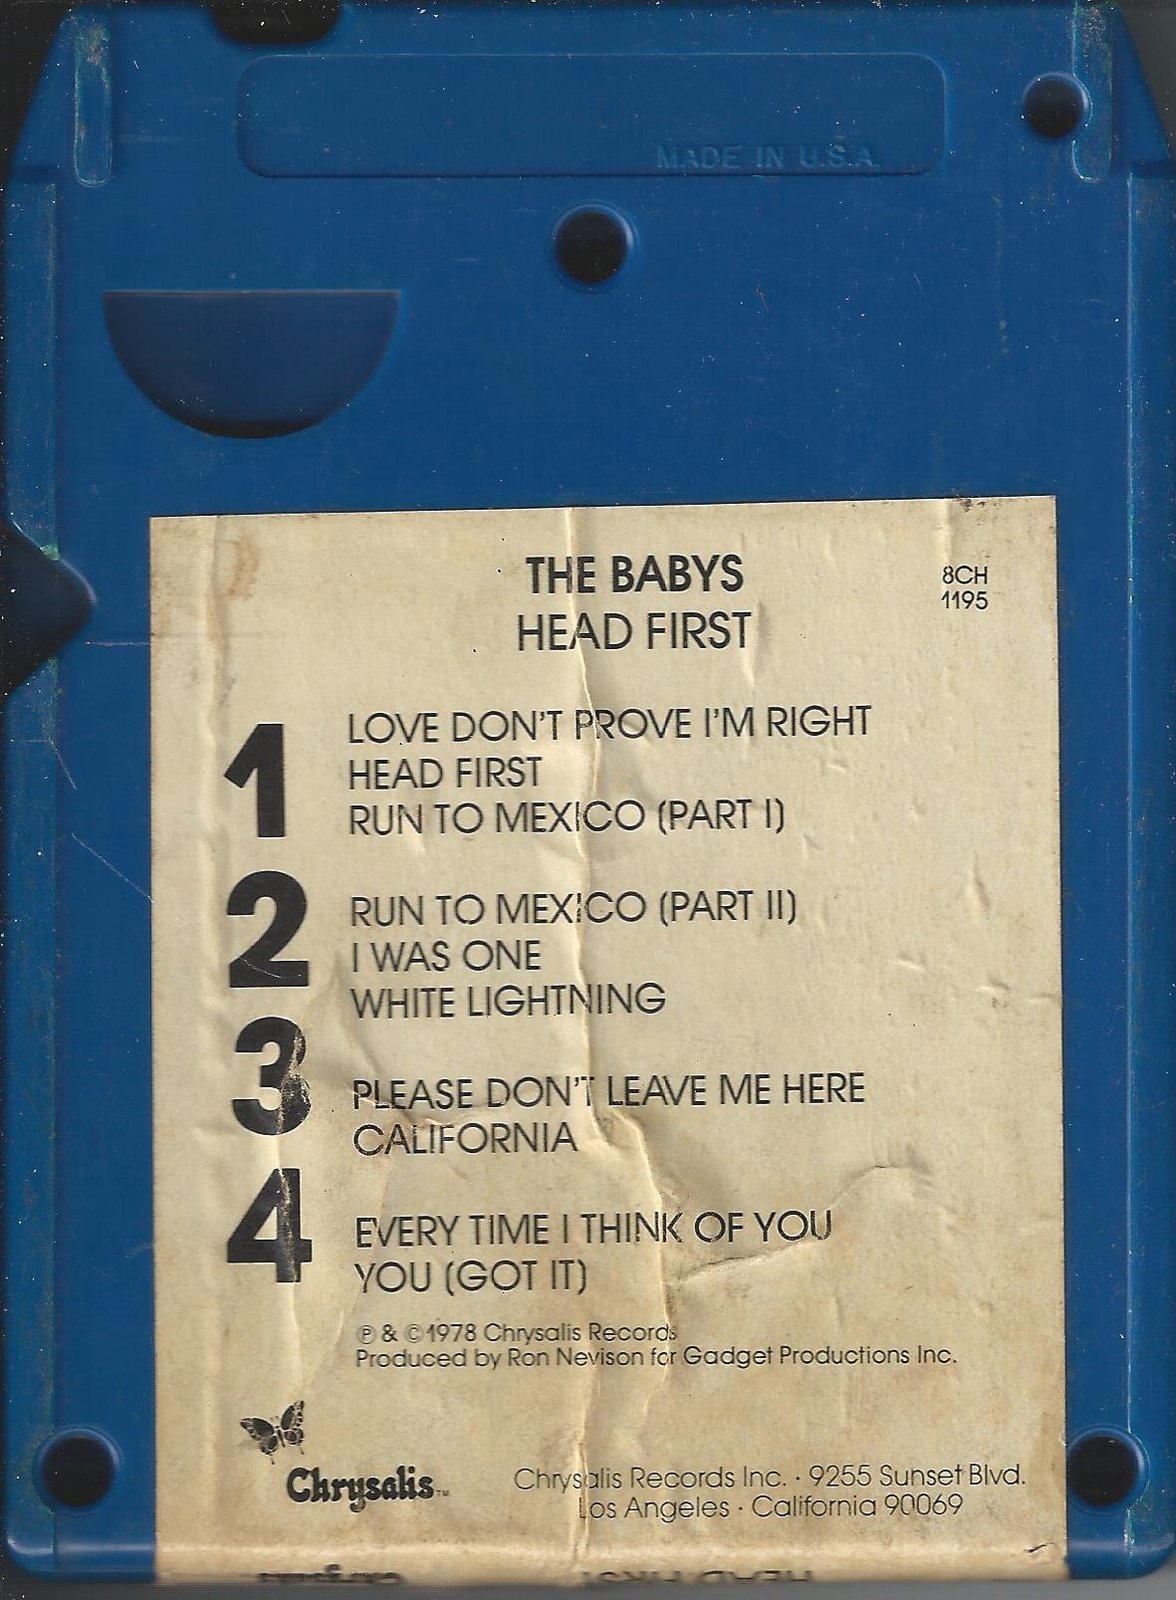 MADE IN U.S.A.
THE BABYS
HEAD FIRST
8CH
1195
1
LOVE DON'T PROVE I'M RIGHT
HEAD FIRST
RUN TO MEXICO (PART I)
2
RUN TO MEXICO (PART II)
I WAS ONE
WHITE LIGHTNING
3
PLEASE DON'T LEAVE ME HERE
CALIFORNIA
4
EVERY TIME I THINK OF YOU
YOU (GOT IT)
℗ & ©1978 Chrysalis Records
Produced by Ron Nevison for Gadget Productions Inc.
Chrysalis™
Chrysalis Records Inc. · 9255 Sunset Blvd.
Los Angeles · California 90069
Chrysalis
HEAD FIRST